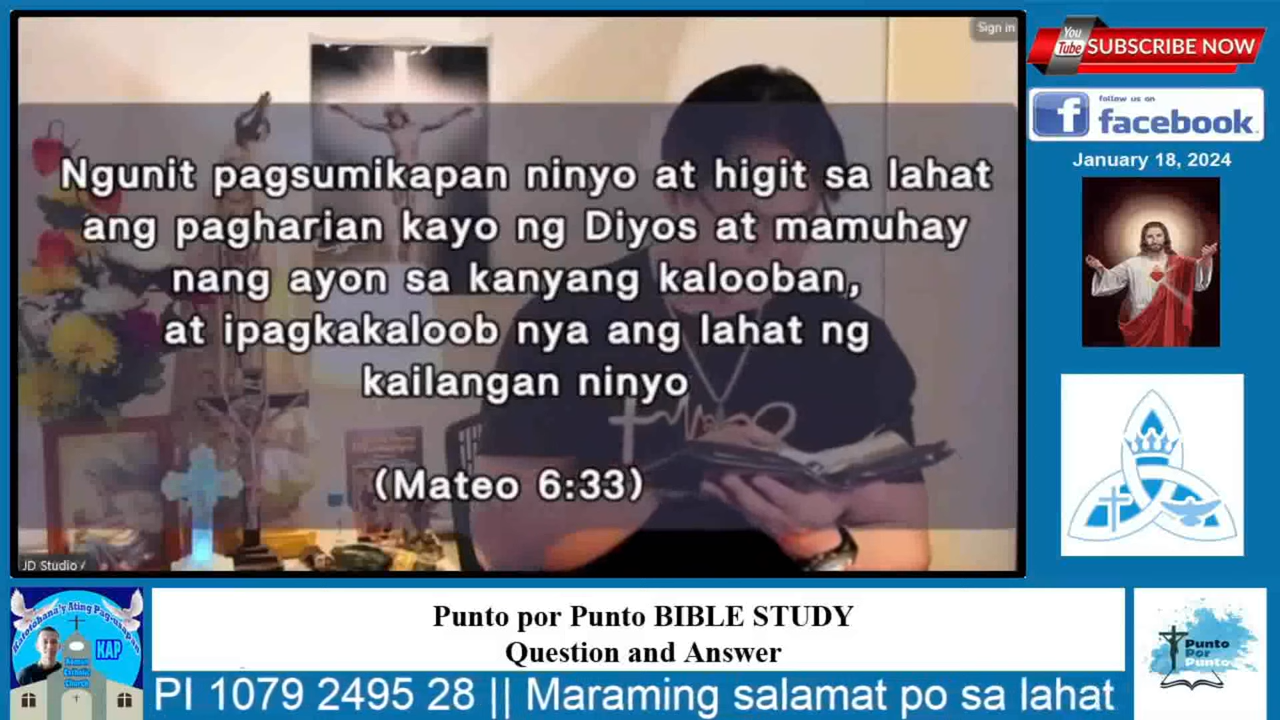 Sign in
You
Tube
SUBSCRIBE NOW
follow us on
facebook
January 18, 2024
Ngunit pagsumikapan ninyo at higit sa lahat
ang pagharian kayo ng Diyos at mamuhay
nang ayon sa kanyang kalooban,
at ipagkakaloob nya ang lahat ng
kailangan ninyo
(Mateo 6:33)
JD Studio
KAP
Punto por Punto BIBLE STUDY
Question and Answer
Punto
Por
Punto
PI 1079 2495 28 || Maraming salamat po sa lahat